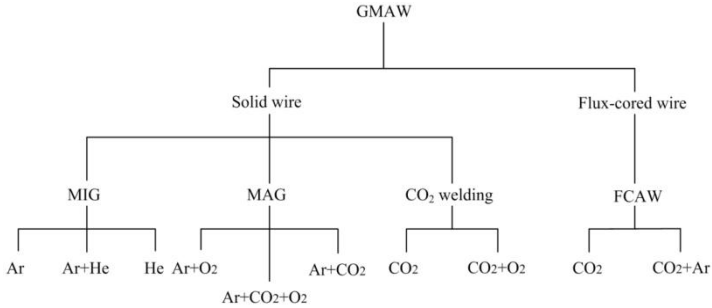 GMAW
Solid wire
Flux-cored wire
MIG
MAG
CO₂ welding
FCAW
Ar
Ar+He
He
Ar+O₂
Ar+CO₂+O₂
Ar+CO₂
CO₂
CO₂+O₂
CO₂
CO₂+Ar